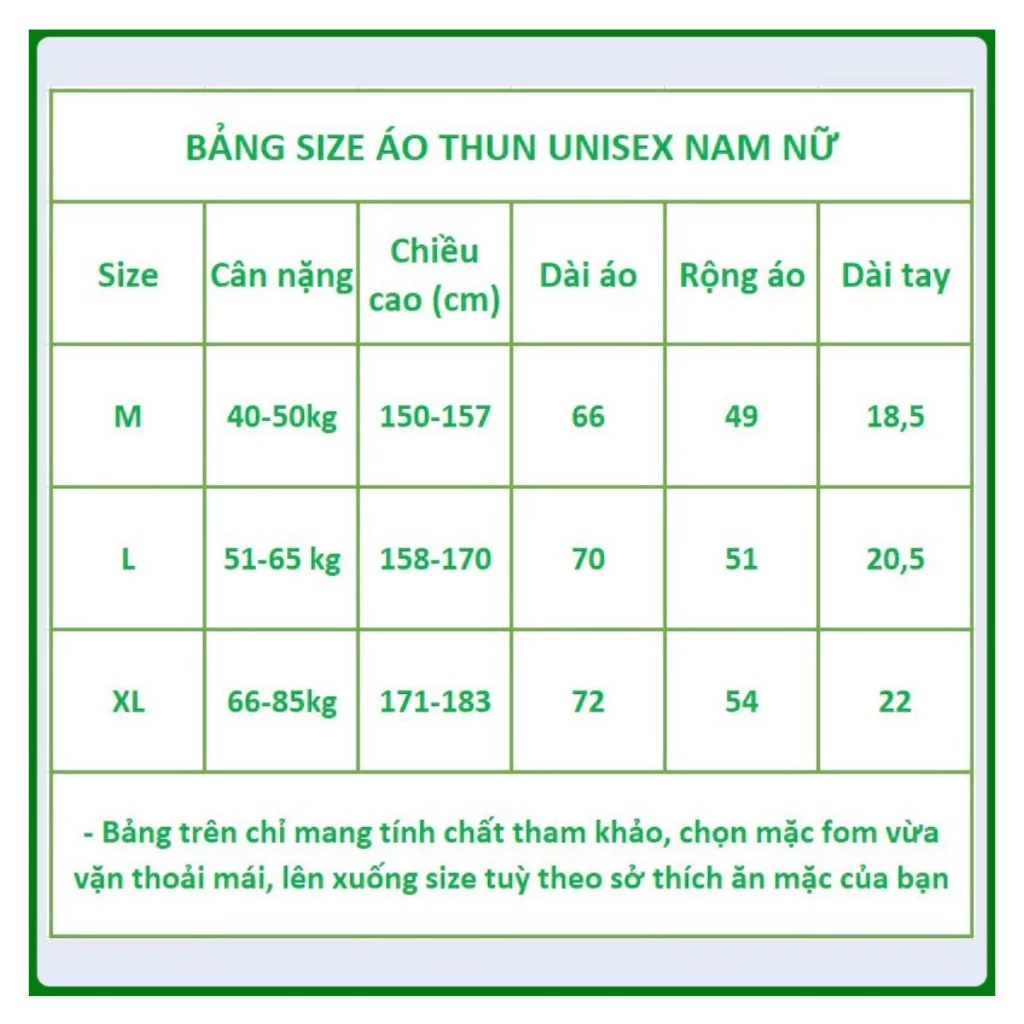 BẢNG SIZE ÁO THUN UNISEX NAM NỮ
Size Cân nặng Chiều cao (cm) Dài áo Rộng áo Dài tay
M 40-50kg 150-157 66 49 18,5
L 51-65 kg 158-170 70 51 20,5
XL 66-85kg 171-183 72 54 22
- Bảng trên chỉ mang tính chất tham khảo, chọn mặc fom vừa
vặn thoải mái, lên xuống size tuỳ theo sở thích ăn mặc của bạn